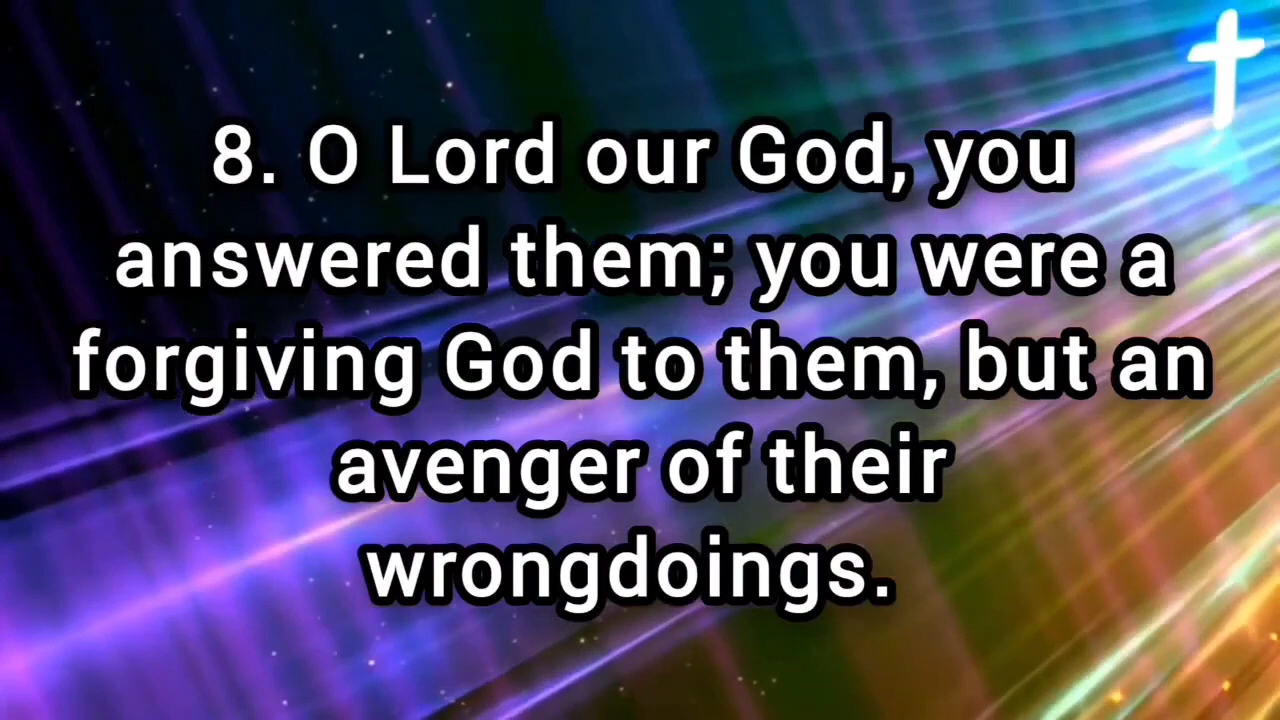 8. O Lord our God, you
answered them; you were a
forgiving God to them, but an
avenger of their
wrongdoings.